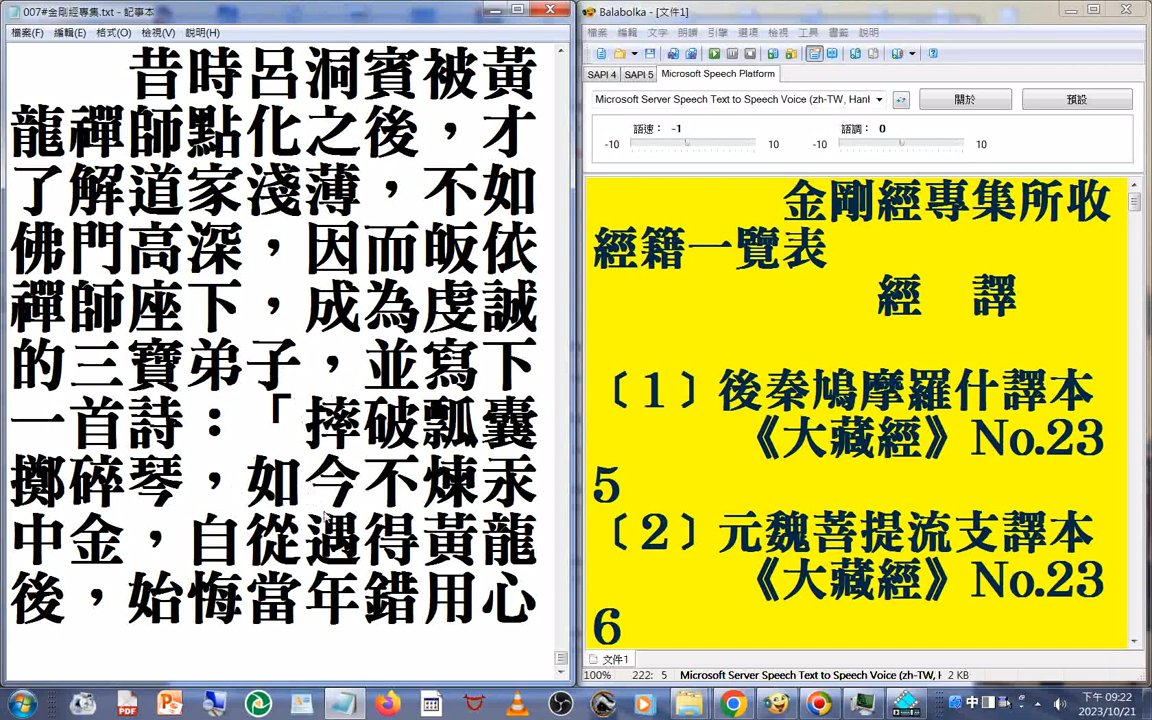 007#金剛經專集.txt - 記事本
檔案(F) 編輯(E) 格式(O) 檢視(V) 說明(H)
昔時呂洞賓被黃
龍禪師點化之後，才
了解道家淺薄，不如
佛門高深，因而皈依
禪師座下，成為虔誠
的三寶弟子，並寫下
一首詩：「摔破瓢囊
擲碎琴，如今不煉汞
中金，自從遇得黃龍
後，始悔當年錯用心
Balabolka - [文件1]
檔案 編輯 文字 朗讀 引擎 選項 檢視 工具 書籤 說明
SAPI 4 SAPI 5 Microsoft Speech Platform
Microsoft Server Speech Text to Speech Voice (zh-TW, Hanl 關於 預設
語速： -1 語調： 0
-10 10 -10 10
金剛經專集所收
經籍一覽表
經　譯
〔１〕後秦鳩摩羅什譯本
《大藏經》No.23
5
〔２〕元魏菩提流支譯本
《大藏經》No.23
6
文件1
100% 222: 5 Microsoft Server Speech Text to Speech Voice (zh-TW, H 2 KB
PDF
中
下午 09:22
2023/10/21